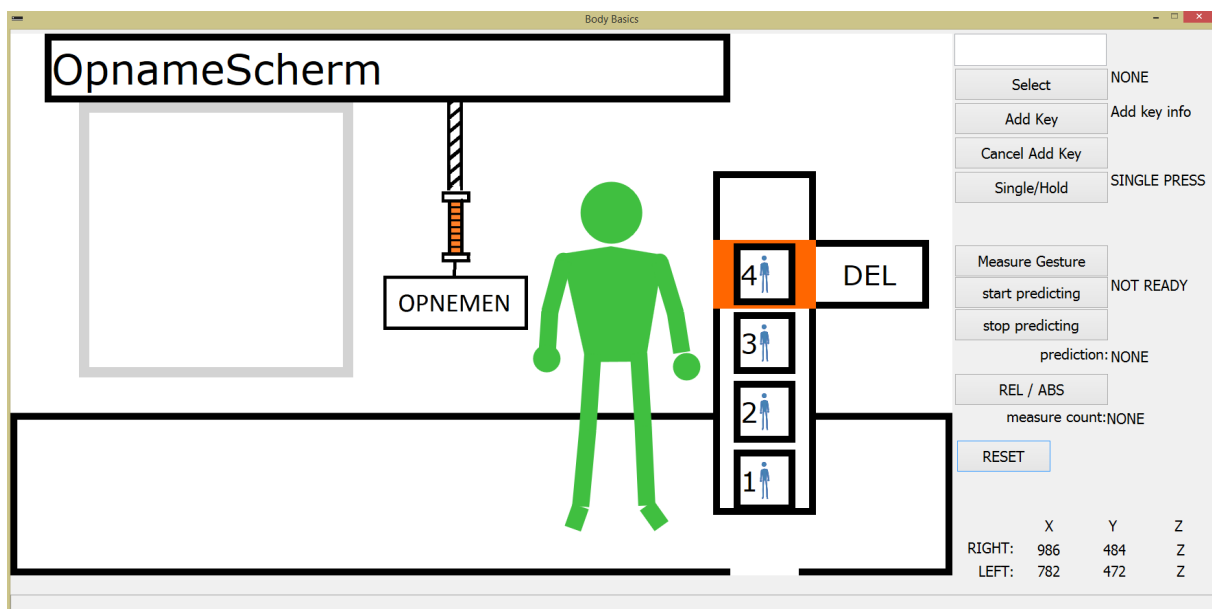 Body Basics
OpnameScherm
OPNEMEN
4
DEL
3
2
1
Select
NONE
Add Key
Add key info
Cancel Add Key
Single/Hold
SINGLE PRESS
Measure Gesture
start predicting
NOT READY
stop predicting
prediction: NONE
REL / ABS
measure count: NONE
RESET
X Y Z
RIGHT: 986 484 Z
LEFT: 782 472 Z